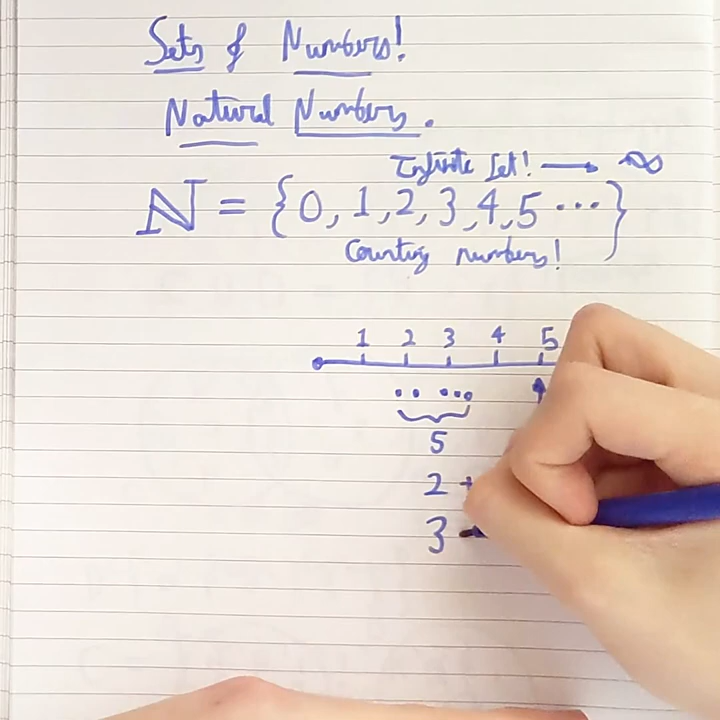 Sets of Numbers!
Natural Numbers.
Infinite Set! → ∞
ℕ = {0, 1, 2, 3, 4, 5 ...}
Counting numbers!
1 2 3 4 5
5
2 +
3